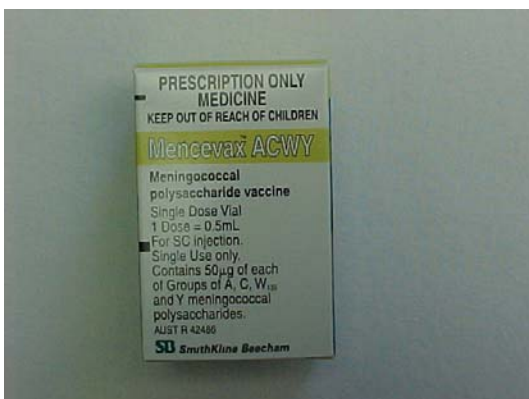 PRESCRIPTION ONLY
MEDICINE
KEEP OUT OF REACH OF CHILDREN
Mencevax™ ACWY
Meningococcal
polysaccharide vaccine
Single Dose Vial
1 Dose = 0.5mL
For SC injection.
Single Use only.
Contains 50µg of each
of Groups of A, C, W₁₃₅
and Y meningococcal
polysaccharides.
AUST R 42486
SB SmithKline Beecham